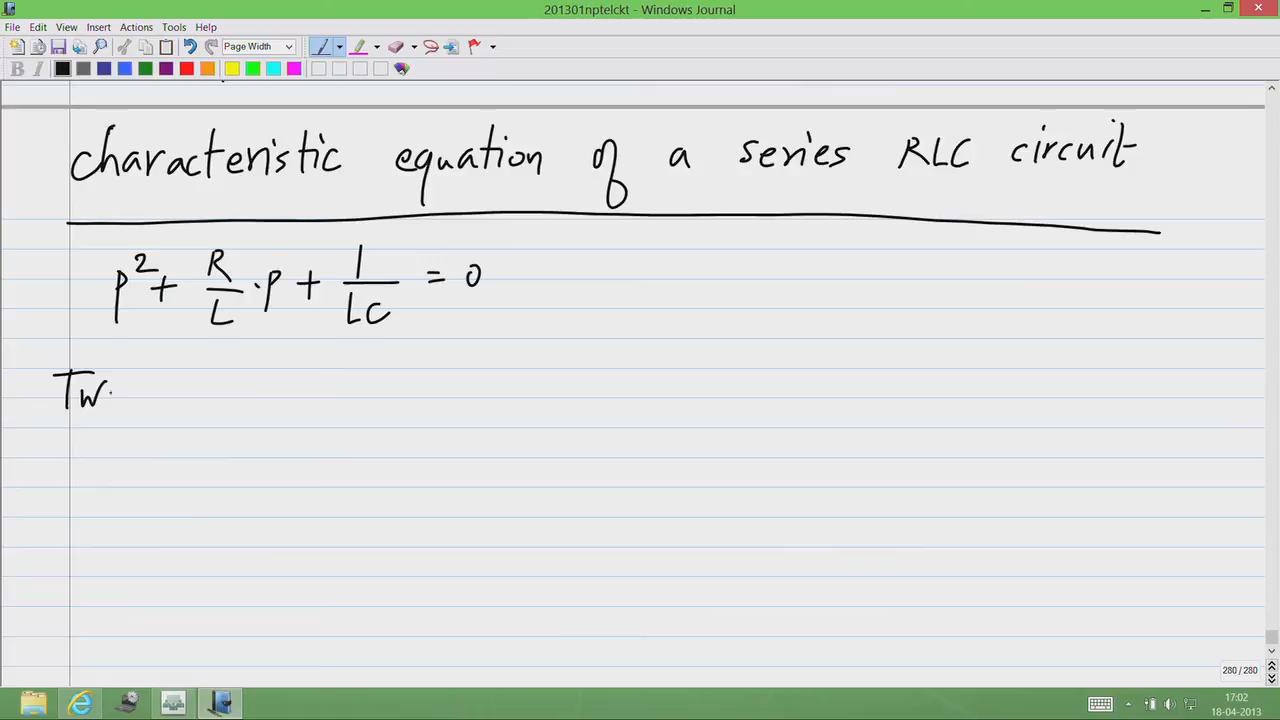 201301nptelckt - Windows Journal
File Edit View Insert Actions Tools Help
Page Width
B I
characteristic equation of a series RLC circuit
p² + R/L · p + 1/LC = 0
Tw
280 / 280
17:02
18-04-2013